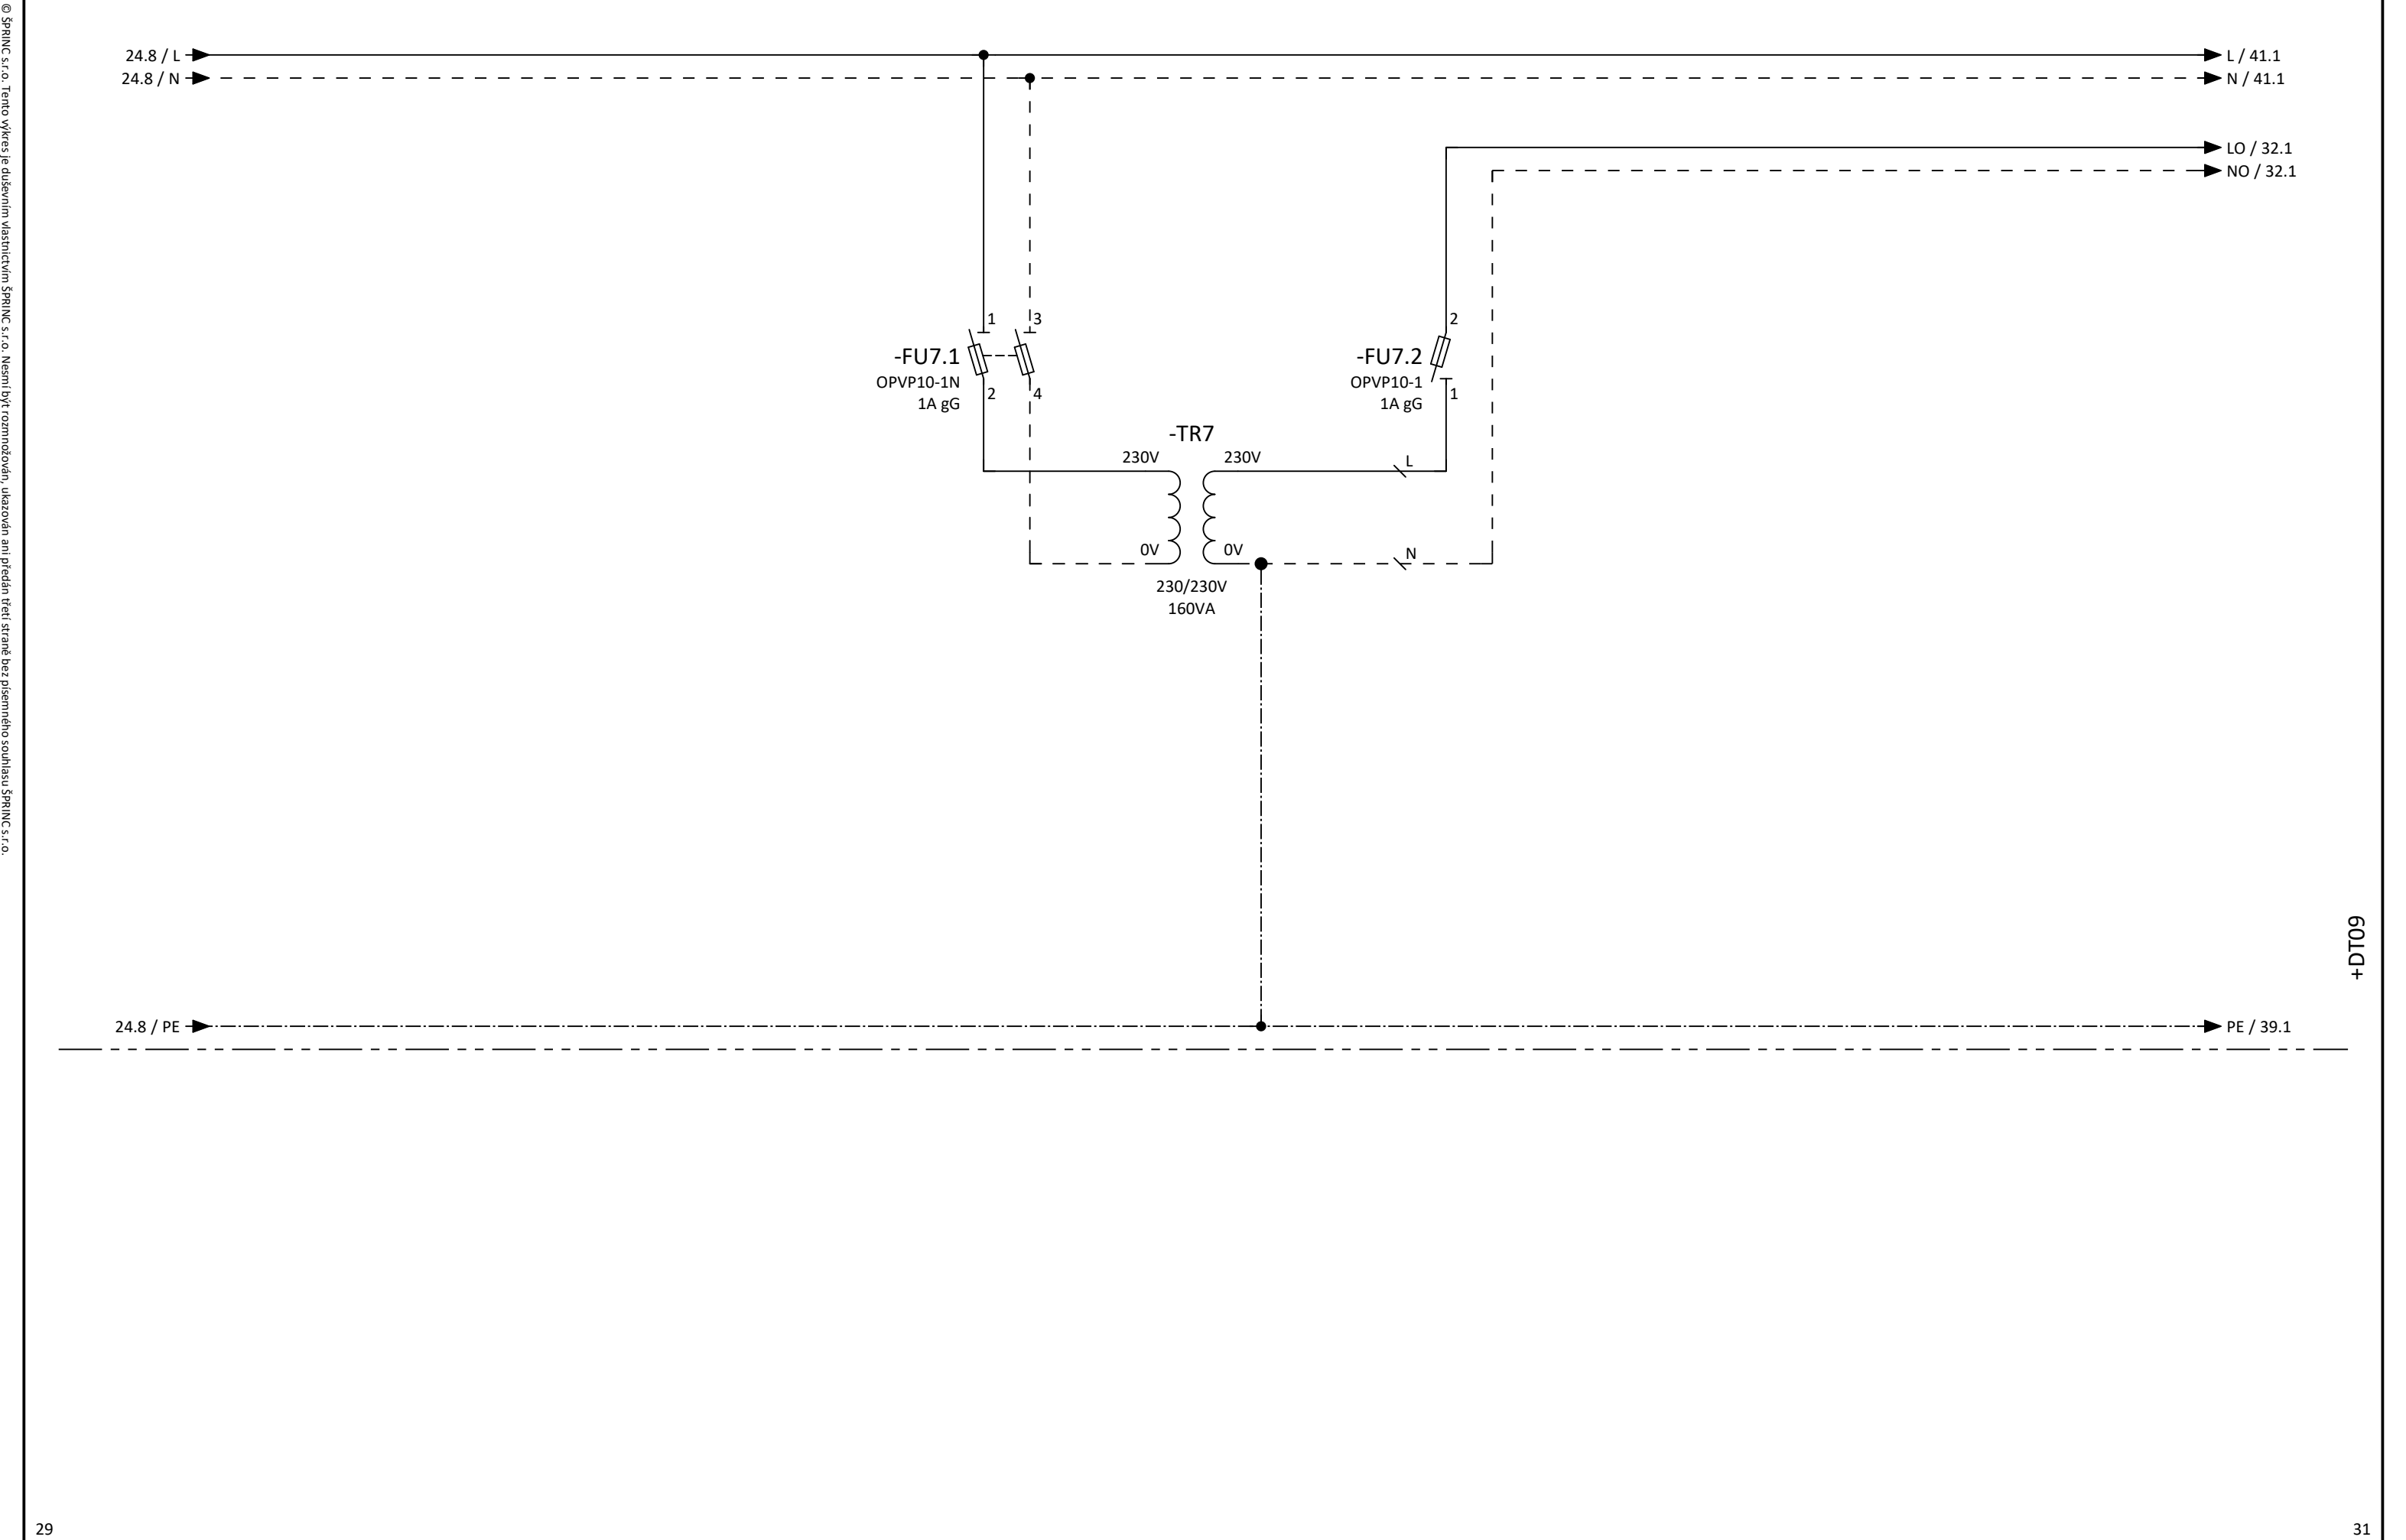 © ŠPRINC s.r.o. Tento výkres je duševním vlastnictvím ŠPRINC s.r.o. Nesmí být rozmnožován, ukazován ani předán třetí straně bez písemného souhlasu ŠPRINC s.r.o.
24.8 / L
L / 41.1
24.8 / N
N / 41.1
LO / 32.1
NO / 32.1
1
3
2
-FU7.1
OPVP10-1N
1A gG
2
4
-FU7.2
OPVP10-1
1A gG
1
-TR7
230V
230V
L
0V
0V
N
230/230V
160VA
+DT09
24.8 / PE
PE / 39.1
29
31